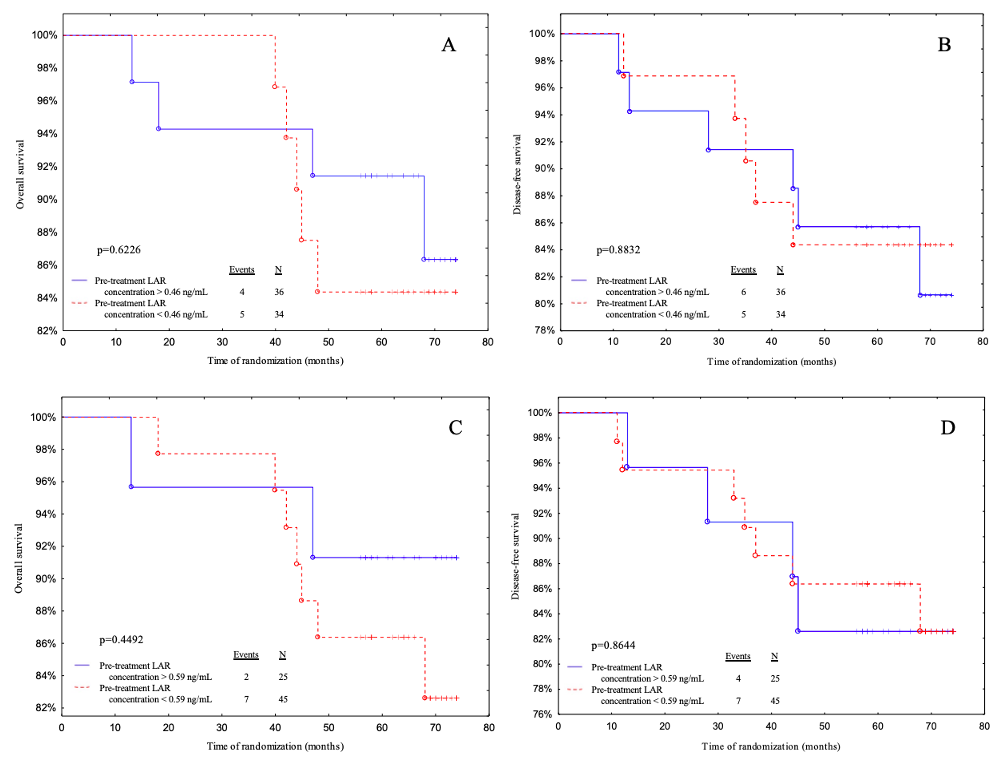 A
100%
98%
96%
94%
92%
90%
88%
86%
84%
82%
Overall survival
p=0.6226
Events N
Pre-treatment LAR
concentration > 0.46 ng/mL 4 36
Pre-treatment LAR
concentration < 0.46 ng/mL 5 34
0 10 20 30 40 50 60 70 80
Time of randomization (months)
B
100%
98%
96%
94%
92%
90%
88%
86%
84%
82%
80%
78%
Disease-free survival
p=0.8832
Events N
Pre-treatment LAR
concentration > 0.46 ng/mL 6 36
Pre-treatment LAR
concentration < 0.46 ng/mL 5 34
0 10 20 30 40 50 60 70 80
Time of randomization (months)
C
100%
98%
96%
94%
92%
90%
88%
86%
84%
82%
Overall survival
p=0.4492
Events N
Pre-treatment LAR
concentration > 0.59 ng/mL 2 25
Pre-treatment LAR
concentration < 0.59 ng/mL 7 45
0 10 20 30 40 50 60 70 80
Time of randomization (months)
D
100%
98%
96%
94%
92%
90%
88%
86%
84%
82%
80%
78%
76%
Disease-free survival
p=0.8644
Events N
Pre-treatment LAR
concentration > 0.59 ng/mL 4 25
Pre-treatment LAR
concentration < 0.59 ng/mL 7 45
0 10 20 30 40 50 60 70 80
Time of randomization (months)